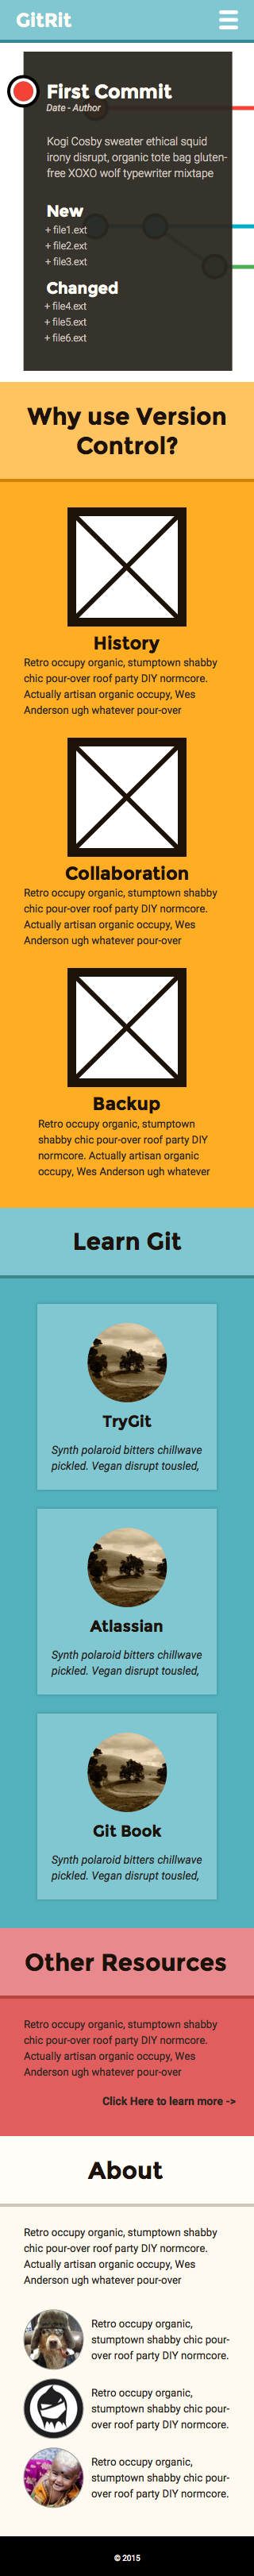 GitRit
First Commit
Date - Author
Kogi Cosby sweater ethical squid
irony disrupt, organic tote bag gluten-
free XOXO wolf typewriter mixtape
New
+ file1.ext
+ file2.ext
+ file3.ext
Changed
+ file4.ext
+ file5.ext
+ file6.ext
Why use Version
Control?
History
Retro occupy organic, stumptown shabby
chic pour-over roof party DIY normcore.
Actually artisan organic occupy, Wes
Anderson ugh whatever pour-over
Collaboration
Retro occupy organic, stumptown shabby
chic pour-over roof party DIY normcore.
Actually artisan organic occupy, Wes
Anderson ugh whatever pour-over
Backup
Retro occupy organic, stumptown
shabby chic pour-over roof party DIY
normcore. Actually artisan organic
occupy, Wes Anderson ugh whatever
Learn Git
TryGit
Synth polaroid bitters chillwave
pickled. Vegan disrupt tousled,
Atlassian
Synth polaroid bitters chillwave
pickled. Vegan disrupt tousled,
Git Book
Synth polaroid bitters chillwave
pickled. Vegan disrupt tousled,
Other Resources
Retro occupy organic, stumptown shabby
chic pour-over roof party DIY normcore.
Actually artisan organic occupy, Wes
Anderson ugh whatever pour-over
Click Here to learn more ->
About
Retro occupy organic, stumptown shabby
chic pour-over roof party DIY normcore.
Actually artisan organic occupy, Wes
Anderson ugh whatever pour-over
Retro occupy organic,
stumptown shabby chic pour-
over roof party DIY normcore.
Retro occupy organic,
stumptown shabby chic pour-
over roof party DIY normcore.
Retro occupy organic,
stumptown shabby chic pour-
over roof party DIY normcore.
© 2015